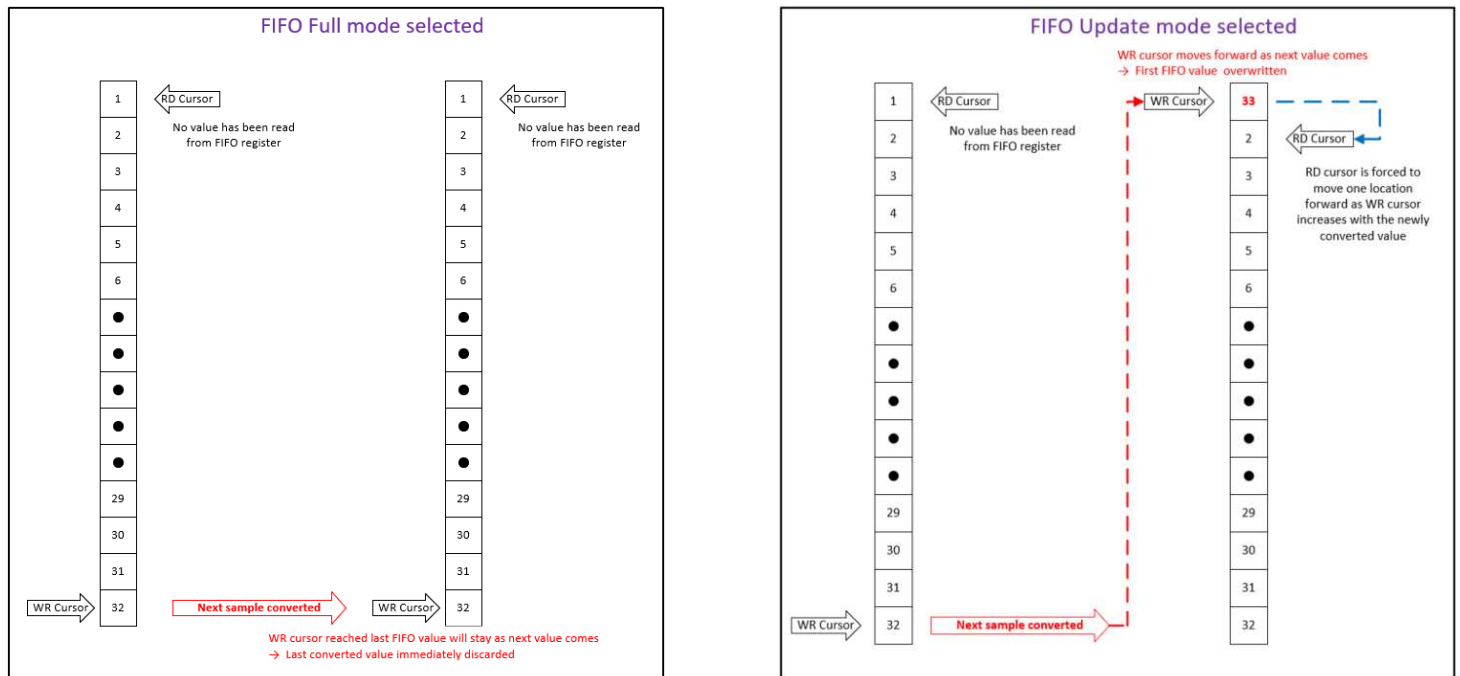 FIFO Full mode selected
1
RD Cursor
No value has been read
from FIFO register
2
3
4
5
6
29
30
31
WR Cursor
32
Next sample converted
1
RD Cursor
No value has been read
from FIFO register
2
3
4
5
6
29
30
31
WR Cursor
32
WR cursor reached last FIFO value will stay as next value comes
→ Last converted value immediately discarded
FIFO Update mode selected
1
RD Cursor
No value has been read
from FIFO register
2
3
4
5
6
29
30
31
WR Cursor
32
Next sample converted
WR cursor moves forward as next value comes
→ First FIFO value overwritten
WR Cursor
33
2
RD Cursor
RD cursor is forced to
move one location
forward as WR cursor
increases with the newly
converted value
3
4
5
6
29
30
31
32